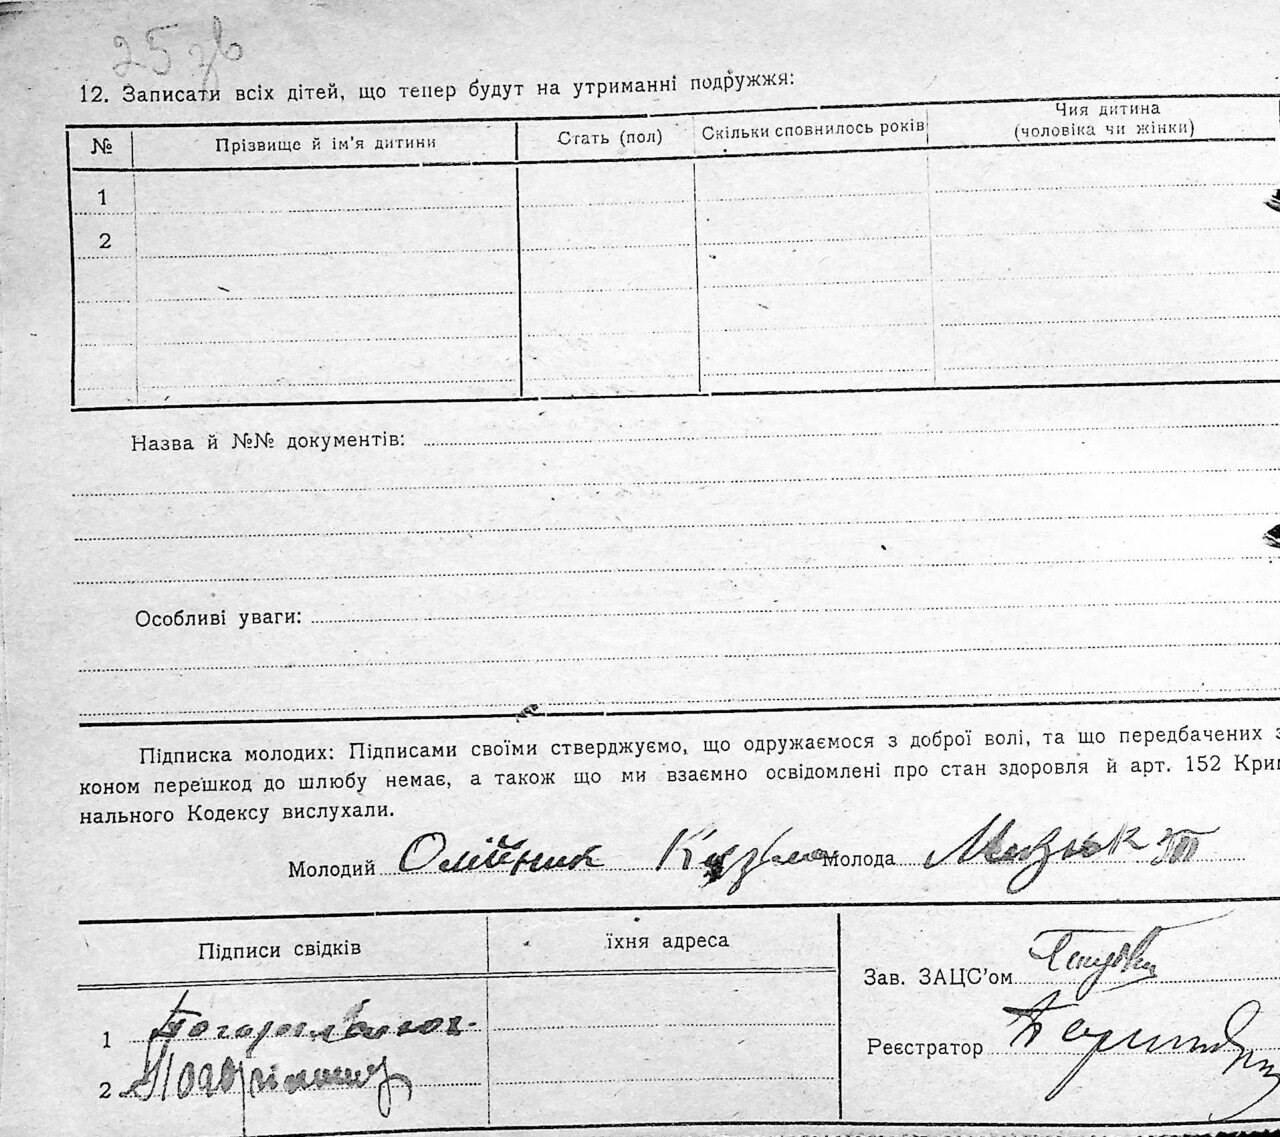 25 зв
12. Записати всіх дітей, що тепер будут на утриманні подружжя:
№ Прізвище й ім'я дитини Стать (пол) Скільки сповнилось років Чия дитина
(чоловіка чи жінки)
1
2
Назва й №№ документів:
Особливі уваги:
Підписка молодих: Підписами своїми стверджуємо, що одружаємося з доброї волі, та що передбачених з
коном перешкод до шлюбу немає, а також що ми взаємно освідомлені про стан здоровля й арт. 152 Кри
нального Кодексу вислухали.
Молодий Олійник Кузьма Молода Мизюк
Підписи свідків їхня адреса
Зав. ЗАЦС'ом
1
Реєстратор
2